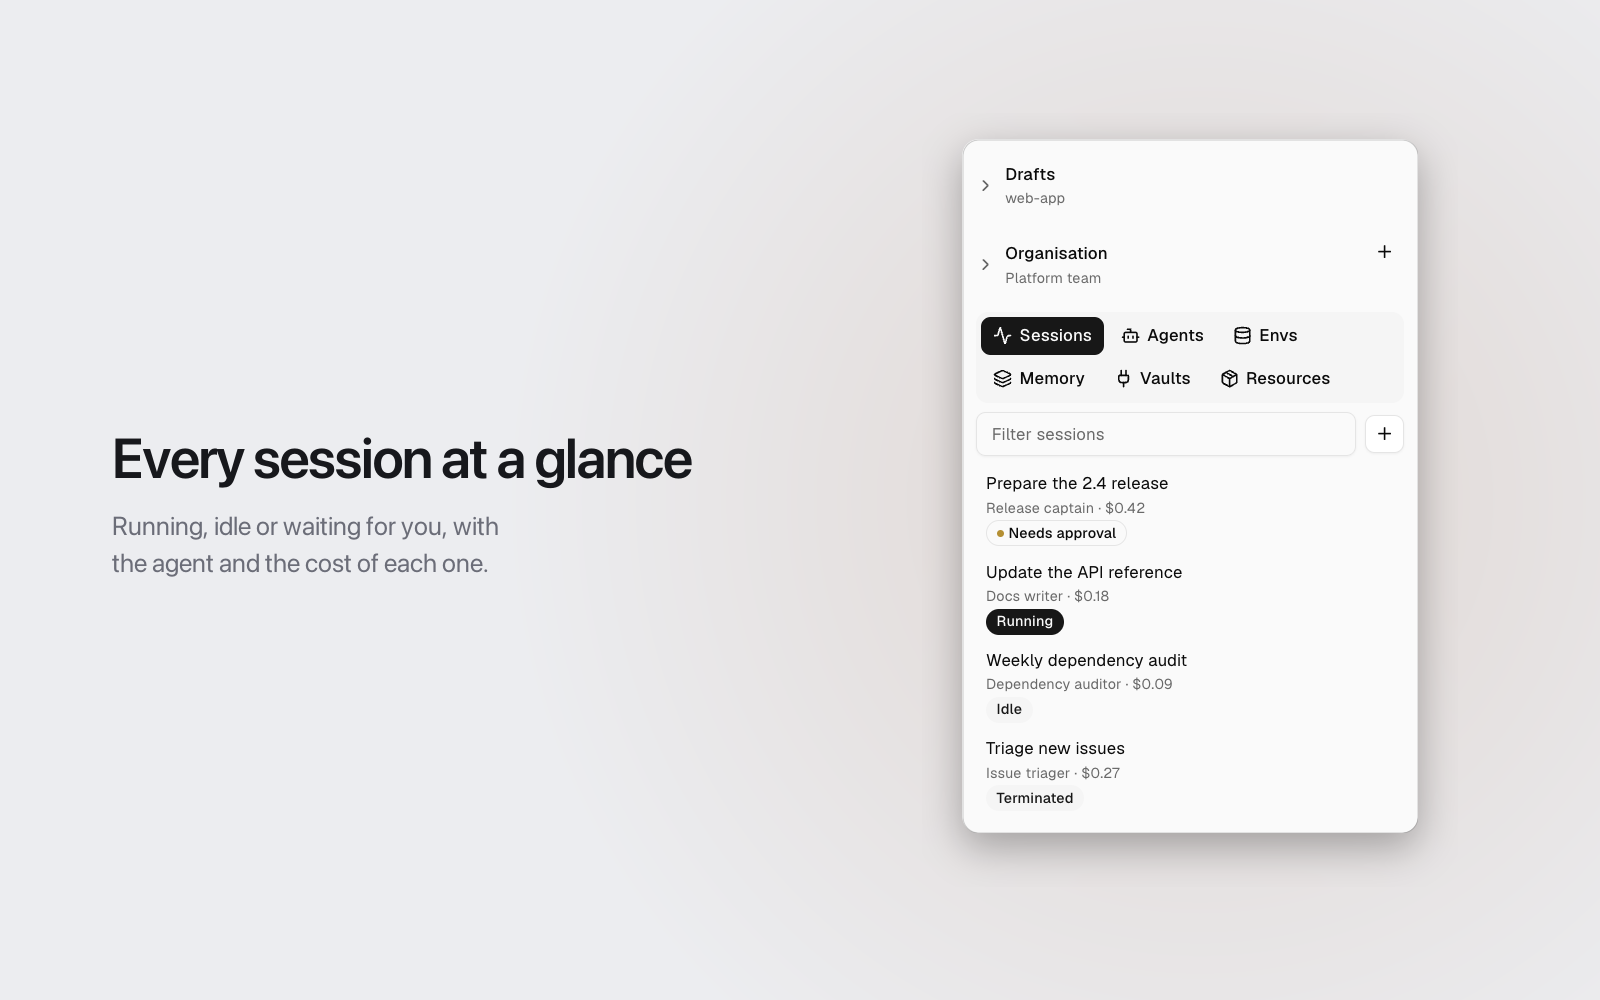 Every session at a glance
Running, idle or waiting for you, with
the agent and the cost of each one.
Drafts
web-app
Organisation
Platform team
Sessions Agents Envs
Memory Vaults Resources
Filter sessions
Prepare the 2.4 release
Release captain · $0.42
Needs approval
Update the API reference
Docs writer · $0.18
Running
Weekly dependency audit
Dependency auditor · $0.09
Idle
Triage new issues
Issue triager · $0.27
Terminated